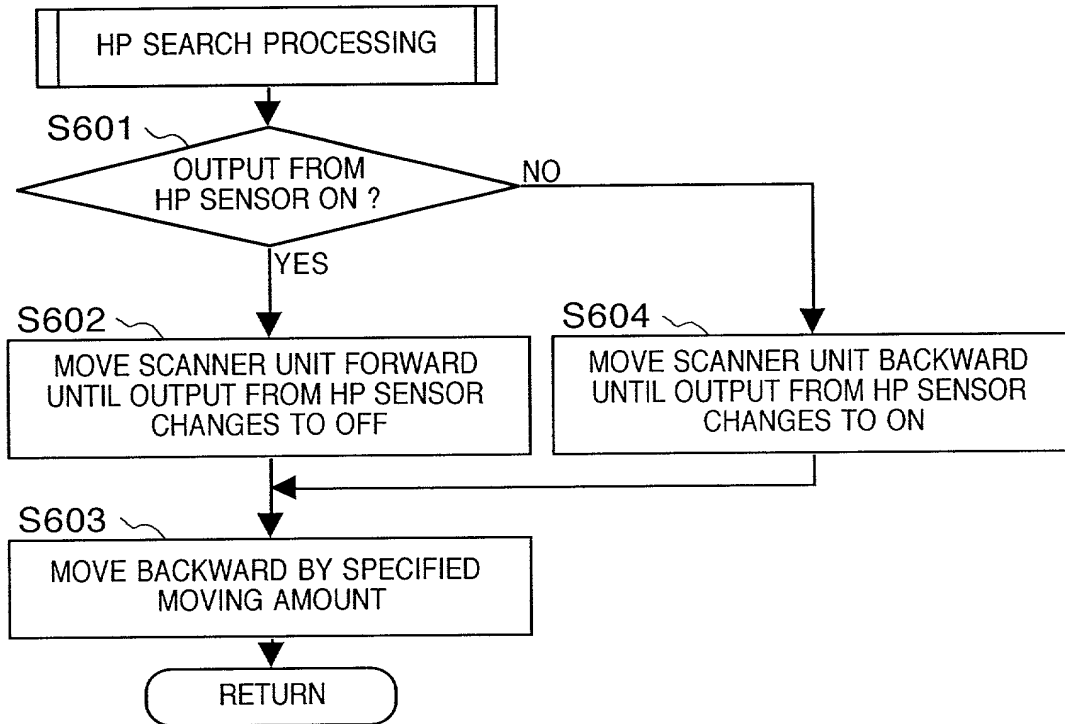 HP SEARCH PROCESSING
S601
OUTPUT FROM
HP SENSOR ON ?
NO
YES
S602
MOVE SCANNER UNIT FORWARD
UNTIL OUTPUT FROM HP SENSOR
CHANGES TO OFF
S604
MOVE SCANNER UNIT BACKWARD
UNTIL OUTPUT FROM HP SENSOR
CHANGES TO ON
S603
MOVE BACKWARD BY SPECIFIED
MOVING AMOUNT
RETURN